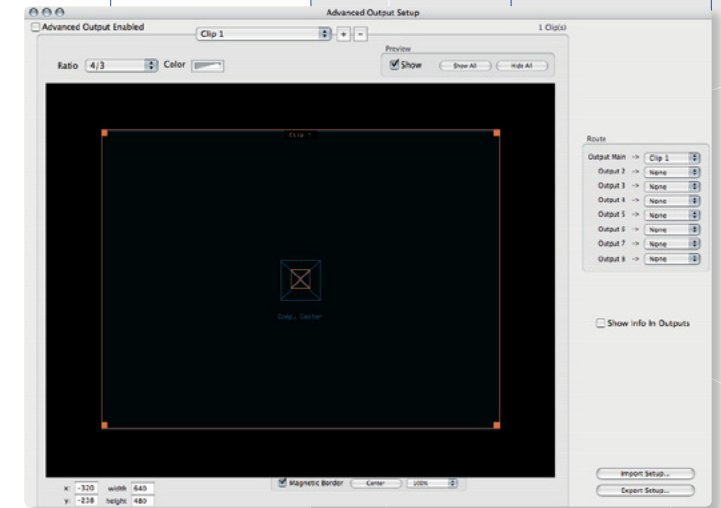 Advanced Output Setup
Advanced Output Enabled
Clip 1
+
-
1 Clip(s)
Ratio 4/3
Color
Preview
Show
Show All
Hide All
Clip 1
Comp. Center
Route
Output Main -> Clip 1
Output 2 -> None
Output 3 -> None
Output 4 -> None
Output 5 -> None
Output 6 -> None
Output 7 -> None
Output 8 -> None
Show Info In Outputs
Import Setup...
Export Setup...
Magnetic Border
Center
100%
x: -320 width 640
y: -238 height 480